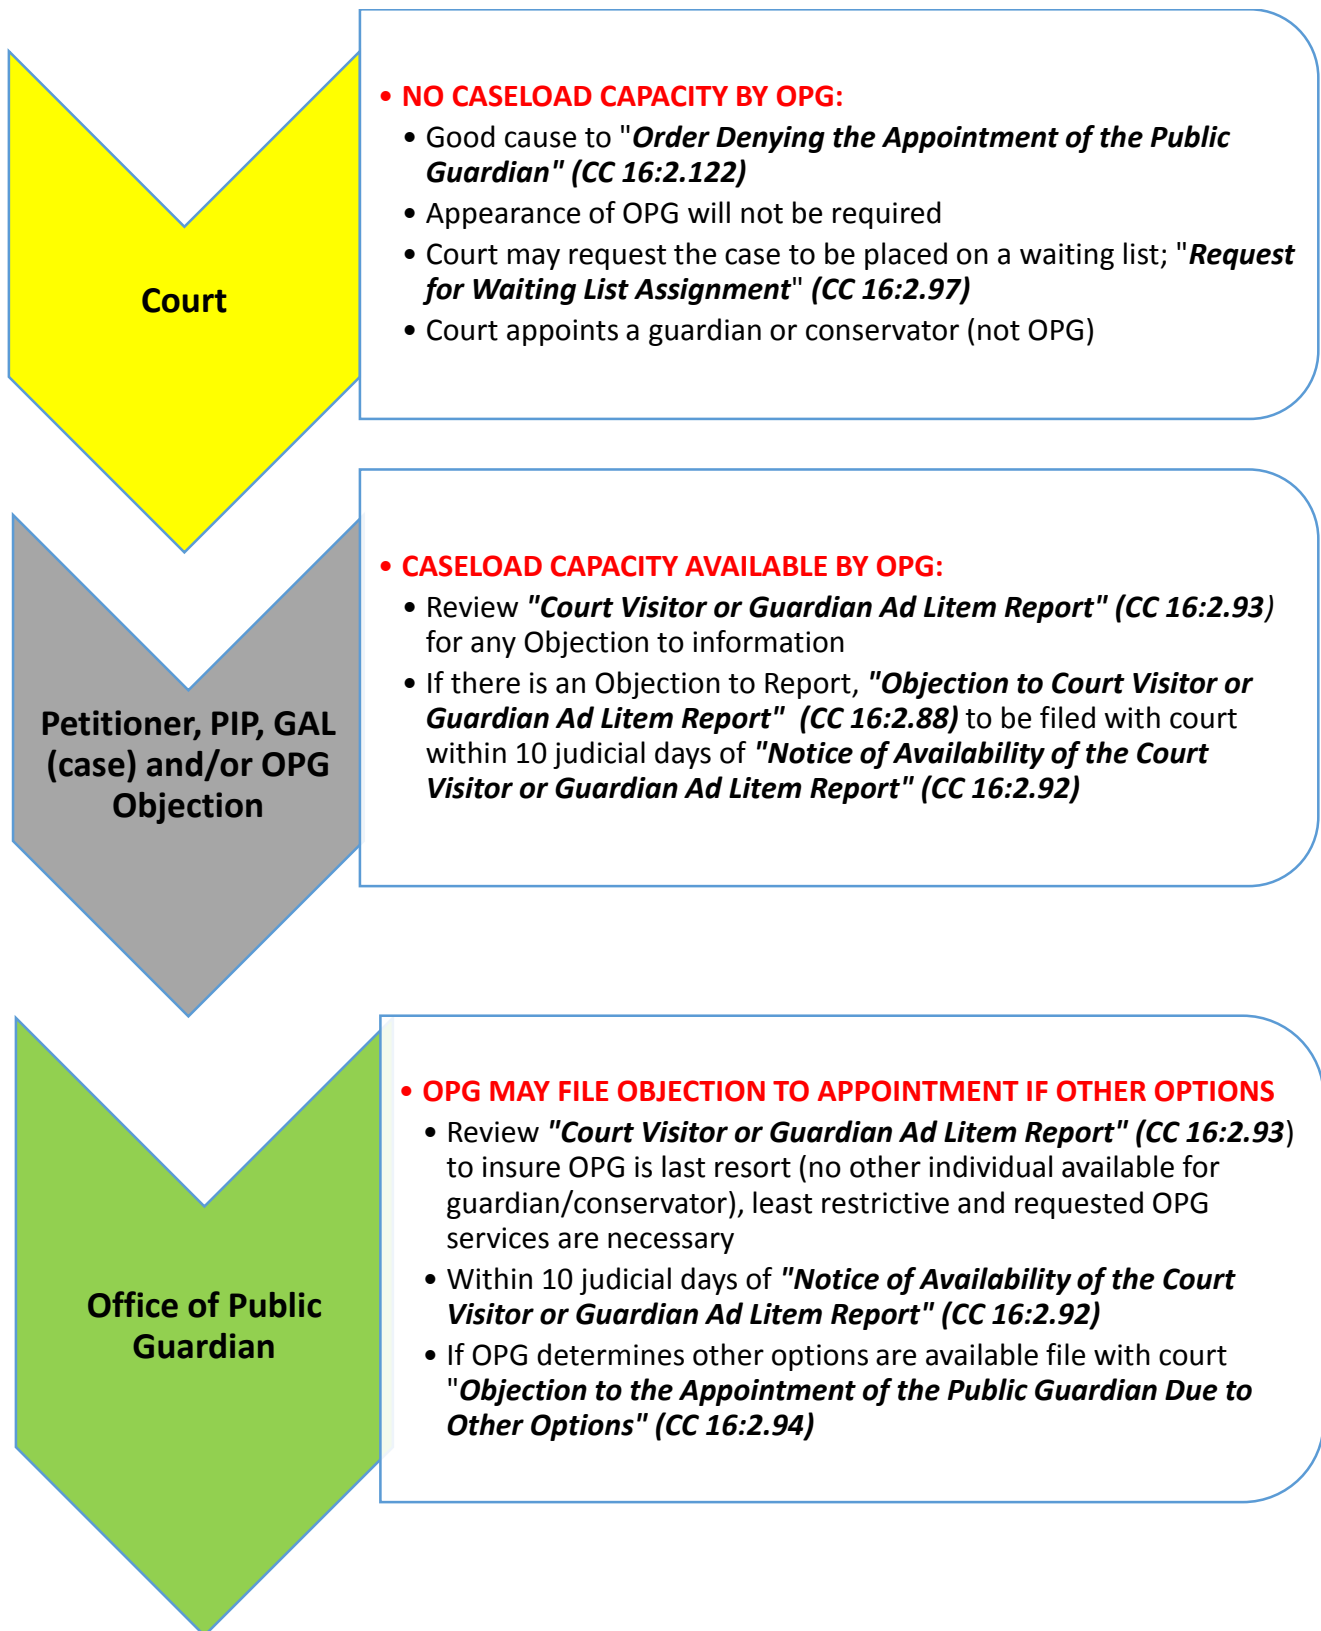 Court
• NO CASELOAD CAPACITY BY OPG:
• Good cause to "Order Denying the Appointment of the Public
Guardian" (CC 16:2.122)
• Appearance of OPG will not be required
• Court may request the case to be placed on a waiting list; "Request
for Waiting List Assignment" (CC 16:2.97)
• Court appoints a guardian or conservator (not OPG)
Petitioner, PIP, GAL
(case) and/or OPG
Objection
• CASELOAD CAPACITY AVAILABLE BY OPG:
• Review "Court Visitor or Guardian Ad Litem Report" (CC 16:2.93)
for any Objection to information
• If there is an Objection to Report, "Objection to Court Visitor or
Guardian Ad Litem Report" (CC 16:2.88) to be filed with court
within 10 judicial days of "Notice of Availability of the Court
Visitor or Guardian Ad Litem Report" (CC 16:2.92)
Office of Public
Guardian
• OPG MAY FILE OBJECTION TO APPOINTMENT IF OTHER OPTIONS
• Review "Court Visitor or Guardian Ad Litem Report" (CC 16:2.93)
to insure OPG is last resort (no other individual available for
guardian/conservator), least restrictive and requested OPG
services are necessary
• Within 10 judicial days of "Notice of Availability of the Court
Visitor or Guardian Ad Litem Report" (CC 16:2.92)
• If OPG determines other options are available file with court
"Objection to the Appointment of the Public Guardian Due to
Other Options" (CC 16:2.94)